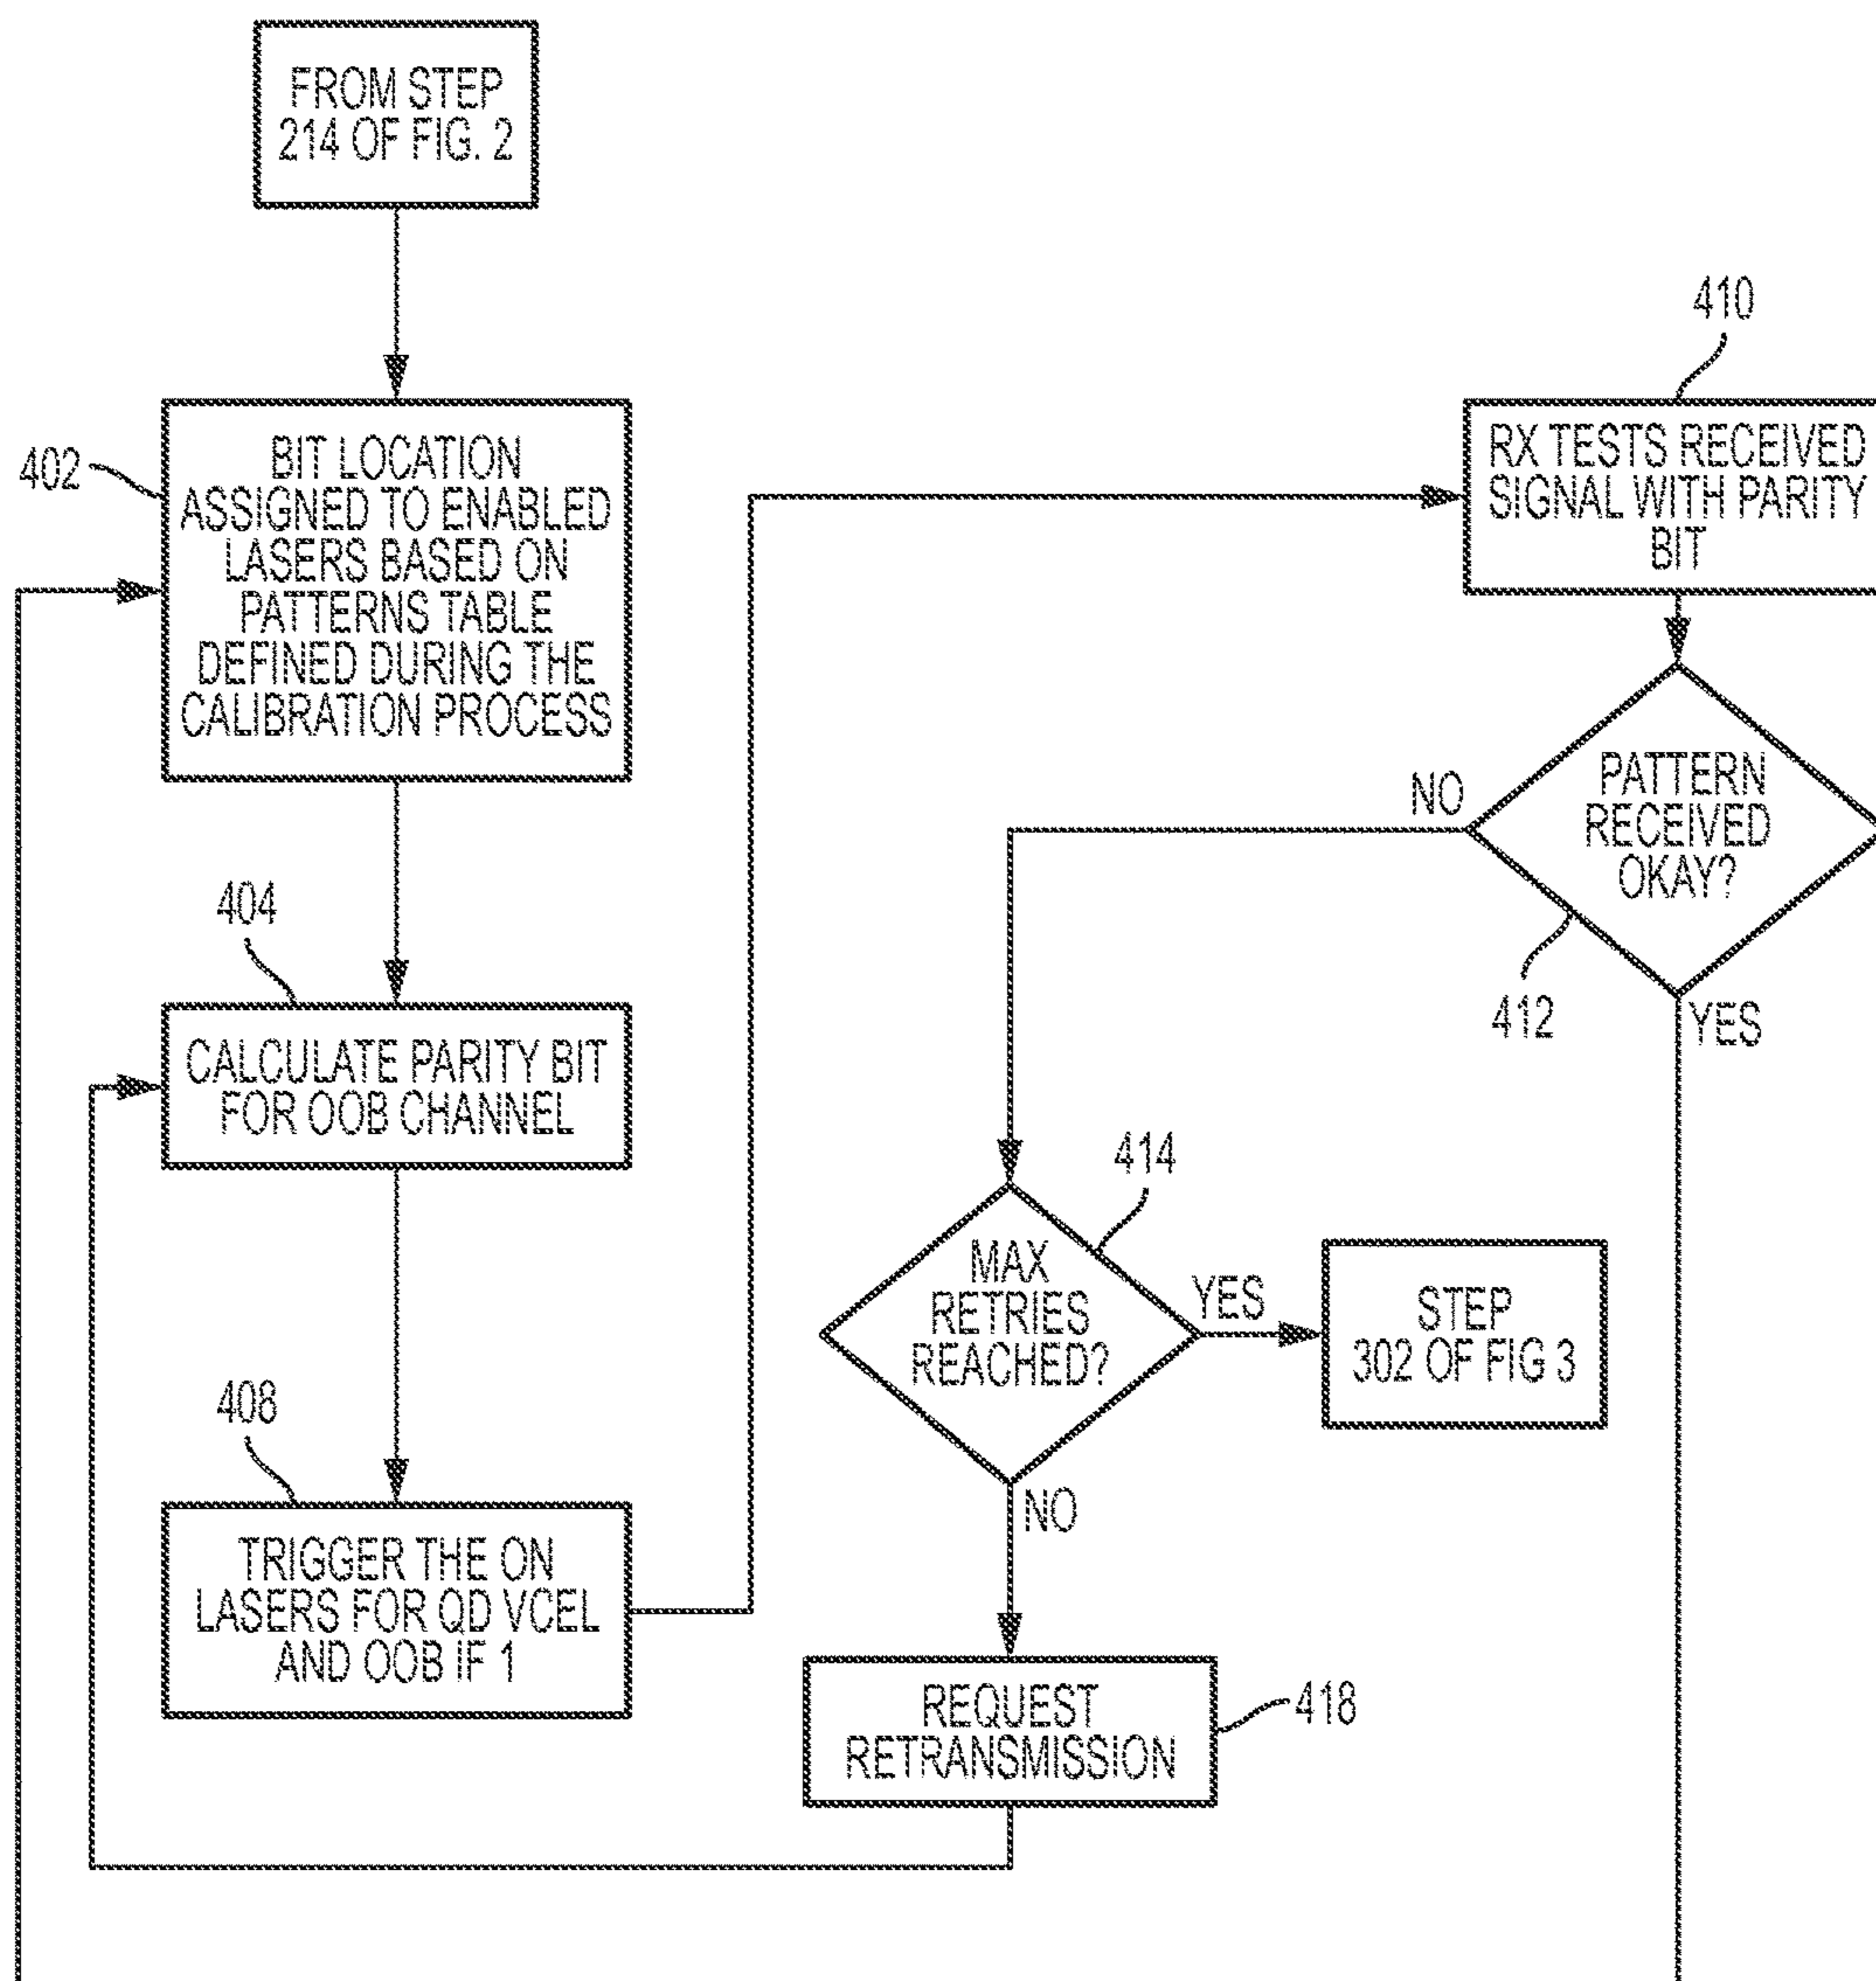 FROM STEP
214 OF FIG. 2
402
BIT LOCATION
ASSIGNED TO ENABLED
LASERS BASED ON
PATTERNS TABLE
DEFINED DURING THE
CALIBRATION PROCESS
404
CALCULATE PARITY BIT
FOR OOB CHANNEL
408
TRIGGER THE ON
LASERS FOR QD VCEL
AND OOB IF 1
410
RX TESTS RECEIVED
SIGNAL WITH PARITY
BIT
PATTERN
RECEIVED
OKAY?
NO
412
YES
414
MAX
RETRIES
REACHED?
YES
STEP
302 OF FIG 3
NO
REQUEST
RETRANSMISSION
418